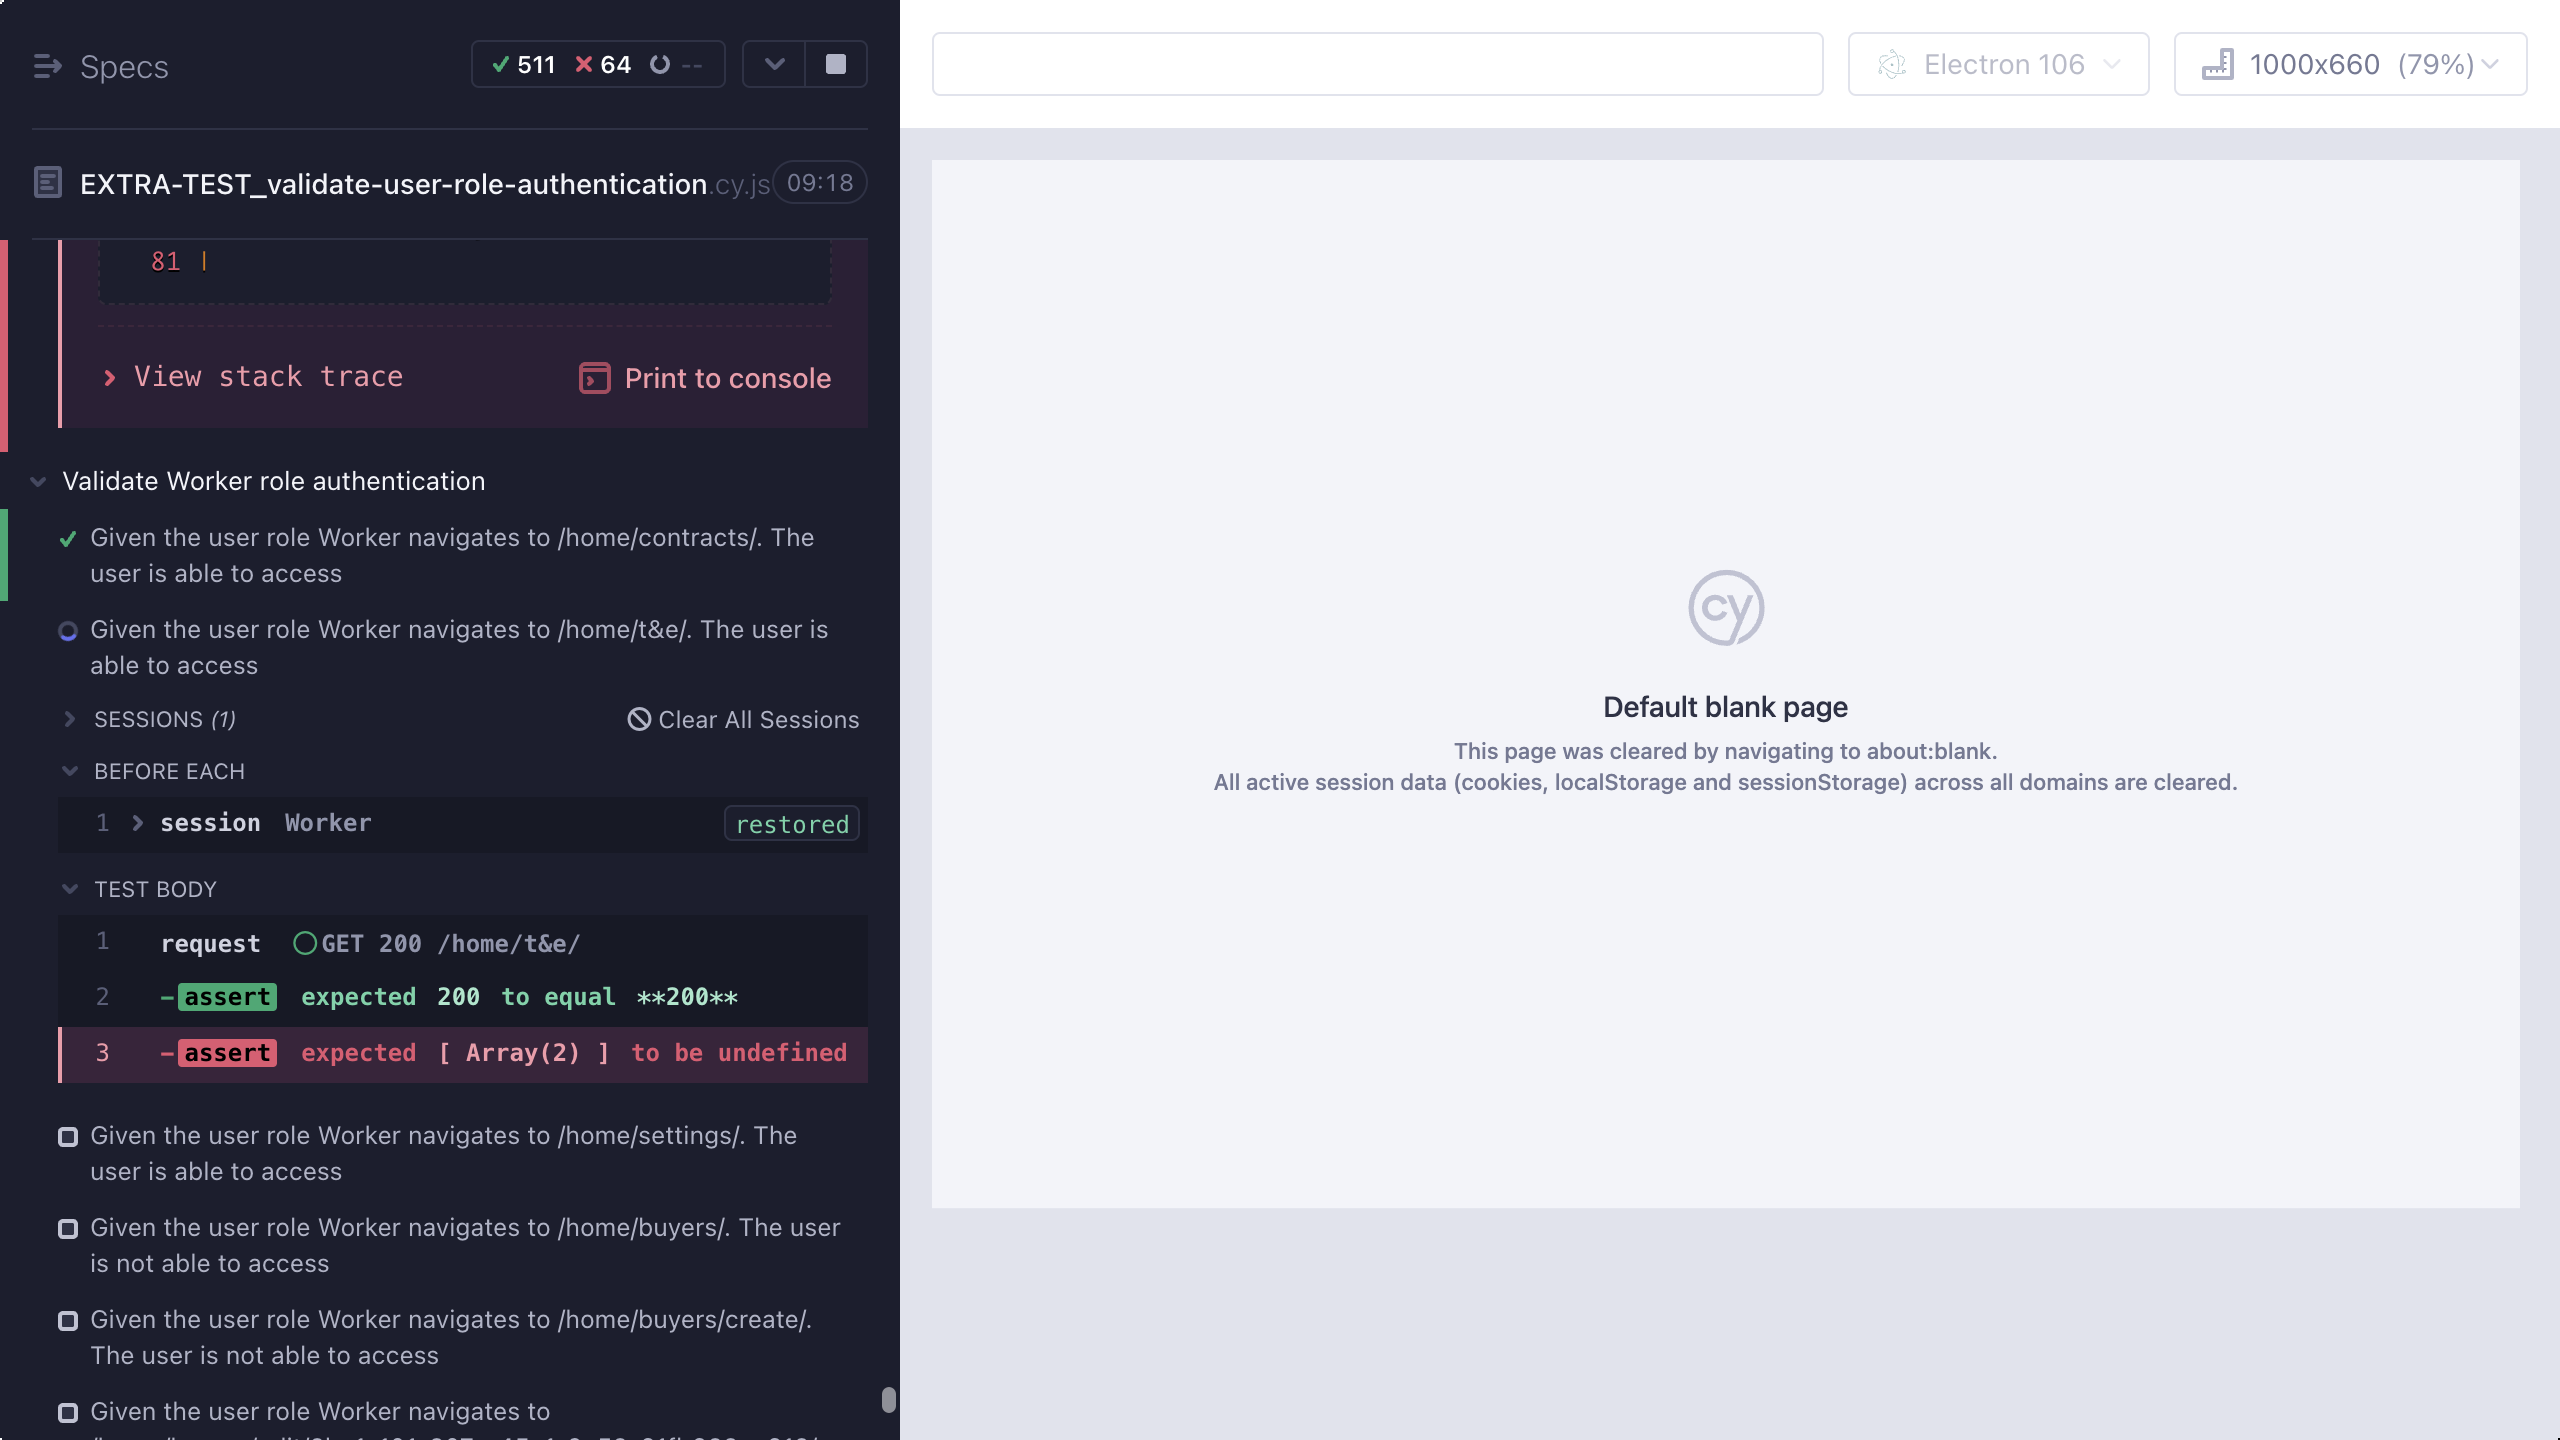 Specs
511 64 --
EXTRA-TEST_validate-user-role-authentication.cy.js 09:18
81 |
View stack trace
Print to console
Validate Worker role authentication
Given the user role Worker navigates to /home/contracts/. The
user is able to access
Given the user role Worker navigates to /home/t&e/. The user is
able to access
SESSIONS (1)
Clear All Sessions
BEFORE EACH
1 session Worker restored
TEST BODY
1 request GET 200 /home/t&e/
2 -assert expected 200 to equal **200**
3 -assert expected [ Array(2) ] to be undefined
Given the user role Worker navigates to /home/settings/. The
user is able to access
Given the user role Worker navigates to /home/buyers/. The user
is not able to access
Given the user role Worker navigates to /home/buyers/create/.
The user is not able to access
Given the user role Worker navigates to
Electron 106
1000x660 (79%)
cy
Default blank page
This page was cleared by navigating to about:blank.
All active session data (cookies, localStorage and sessionStorage) across all domains are cleared.